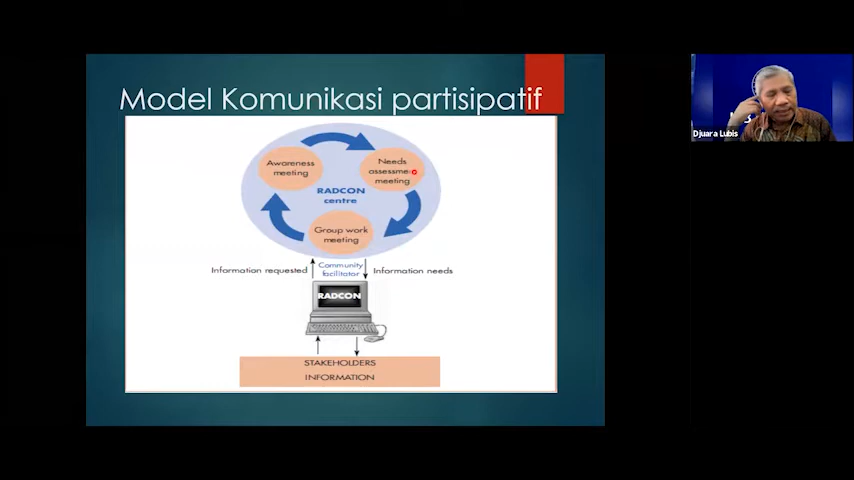 Model Komunikasi partisipatif
Awareness
meeting
Needs
assessme
meeting
RADCON
centre
Group work
meeting
Information requested
Community
facilitator
Information needs
RADCON
STAKEHOLDERS
INFORMATION
Djuara Lubis